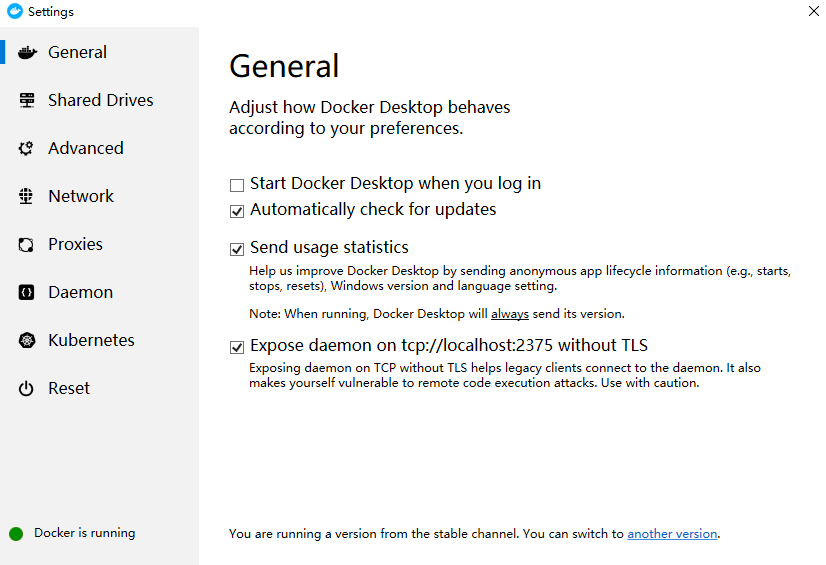 Settings
General
Shared Drives
Advanced
Network
Proxies
Daemon
Kubernetes
Reset
Docker is running
General
Adjust how Docker Desktop behaves
according to your preferences.
Start Docker Desktop when you log in
Automatically check for updates
Send usage statistics
Help us improve Docker Desktop by sending anonymous app lifecycle information (e.g., starts,
stops, resets), Windows version and language setting.
Note: When running, Docker Desktop will always send its version.
Expose daemon on tcp://localhost:2375 without TLS
Exposing daemon on TCP without TLS helps legacy clients connect to the daemon. It also
makes yourself vulnerable to remote code execution attacks. Use with caution.
You are running a version from the stable channel. You can switch to another version.